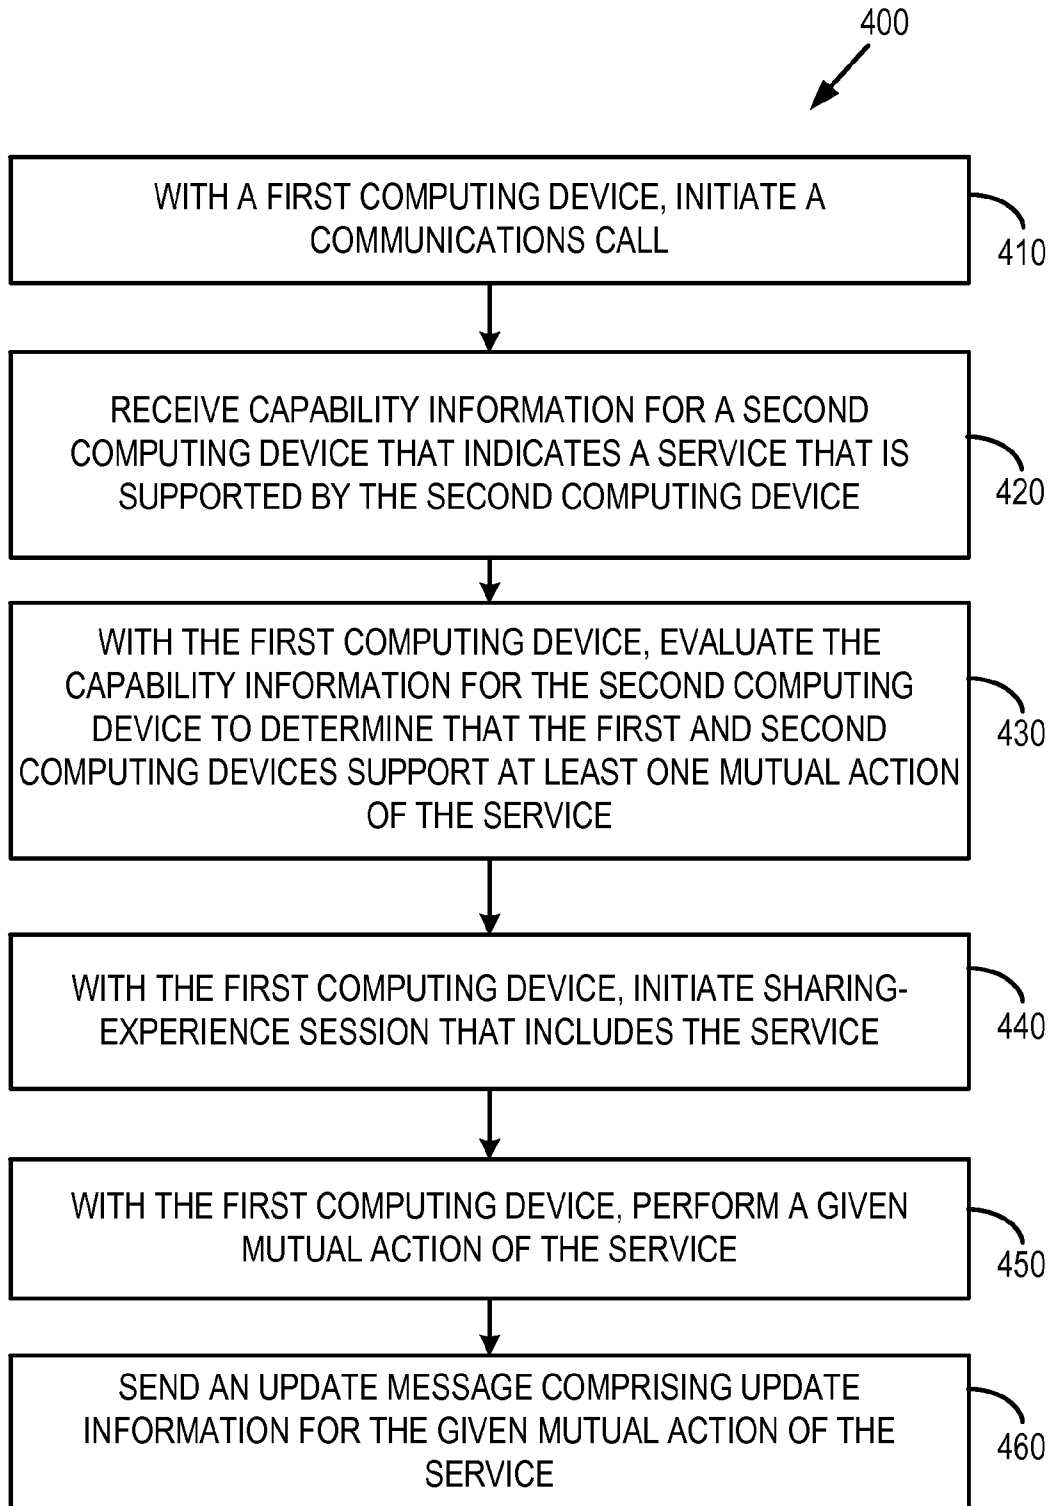 400
WITH A FIRST COMPUTING DEVICE, INITIATE A
COMMUNICATIONS CALL
410
RECEIVE CAPABILITY INFORMATION FOR A SECOND
COMPUTING DEVICE THAT INDICATES A SERVICE THAT IS
SUPPORTED BY THE SECOND COMPUTING DEVICE
420
WITH THE FIRST COMPUTING DEVICE, EVALUATE THE
CAPABILITY INFORMATION FOR THE SECOND COMPUTING
DEVICE TO DETERMINE THAT THE FIRST AND SECOND
COMPUTING DEVICES SUPPORT AT LEAST ONE MUTUAL ACTION
OF THE SERVICE
430
WITH THE FIRST COMPUTING DEVICE, INITIATE SHARING-
EXPERIENCE SESSION THAT INCLUDES THE SERVICE
440
WITH THE FIRST COMPUTING DEVICE, PERFORM A GIVEN
MUTUAL ACTION OF THE SERVICE
450
SEND AN UPDATE MESSAGE COMPRISING UPDATE
INFORMATION FOR THE GIVEN MUTUAL ACTION OF THE
SERVICE
460